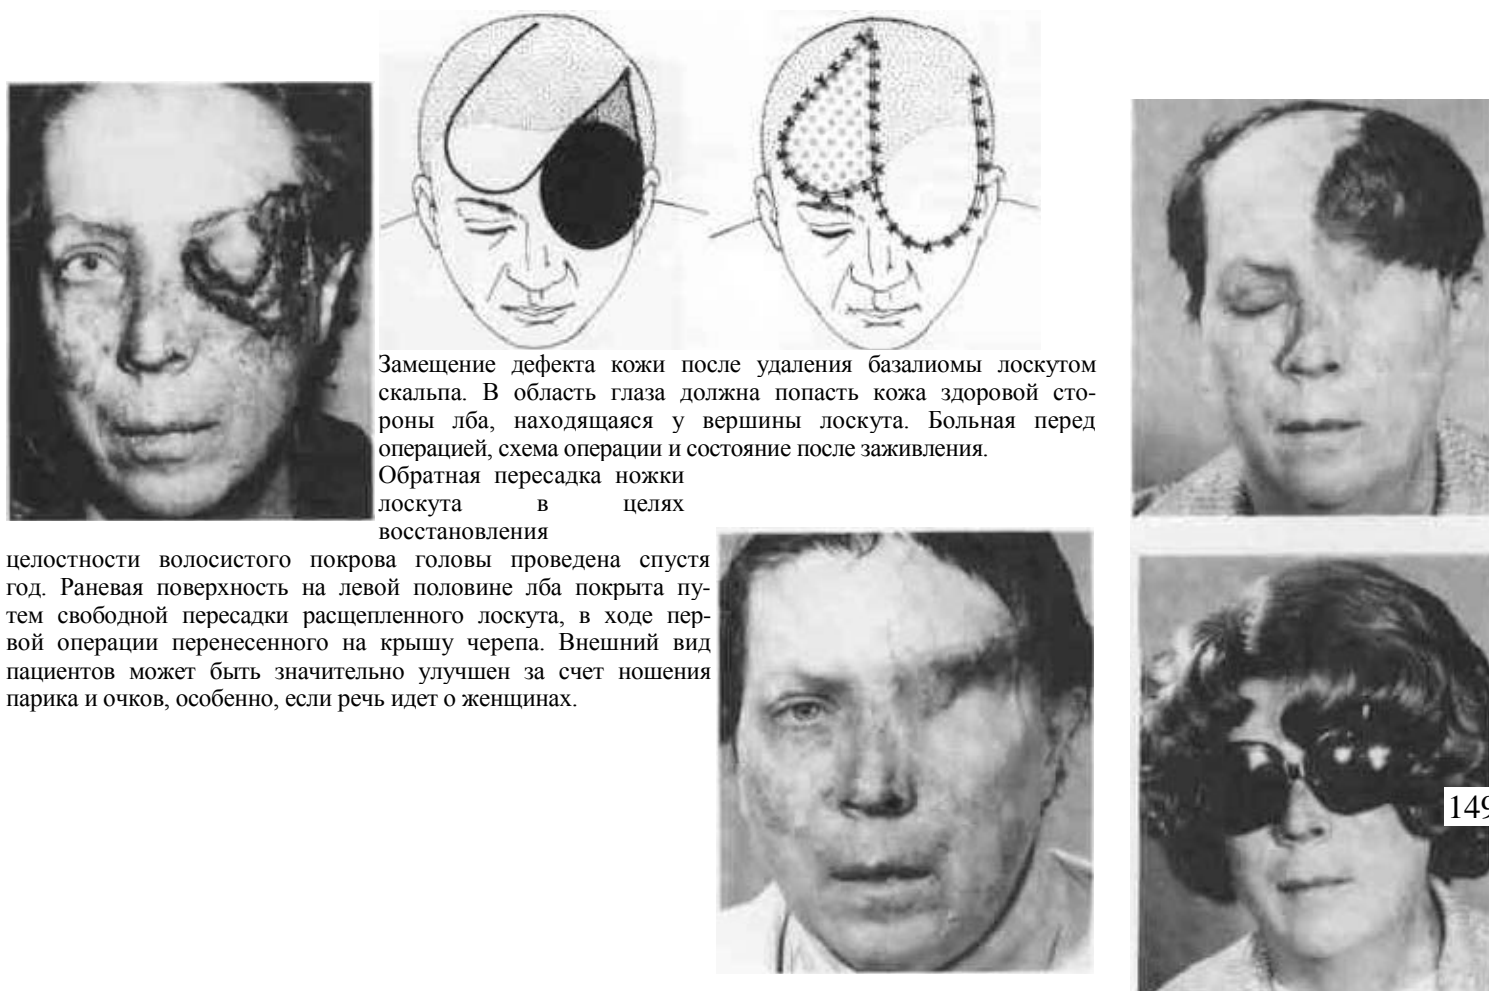 Замещение дефекта кожи после удаления базалиомы лоскутом
скальпа. В область глаза должна попасть кожа здоровой сто-
роны лба, находящаяся у вершины лоскута. Больная перед
операцией, схема операции и состояние после заживления.
Обратная пересадка ножки
лоскута в целях
восстановления
целостности волосистого покрова головы проведена спустя
год. Раневая поверхность на левой половине лба покрыта пу-
тем свободной пересадки расщепленного лоскута, в ходе пер-
вой операции перенесенного на крышу черепа. Внешний вид
пациентов может быть значительно улучшен за счет ношения
парика и очков, особенно, если речь идет о женщинах.
149